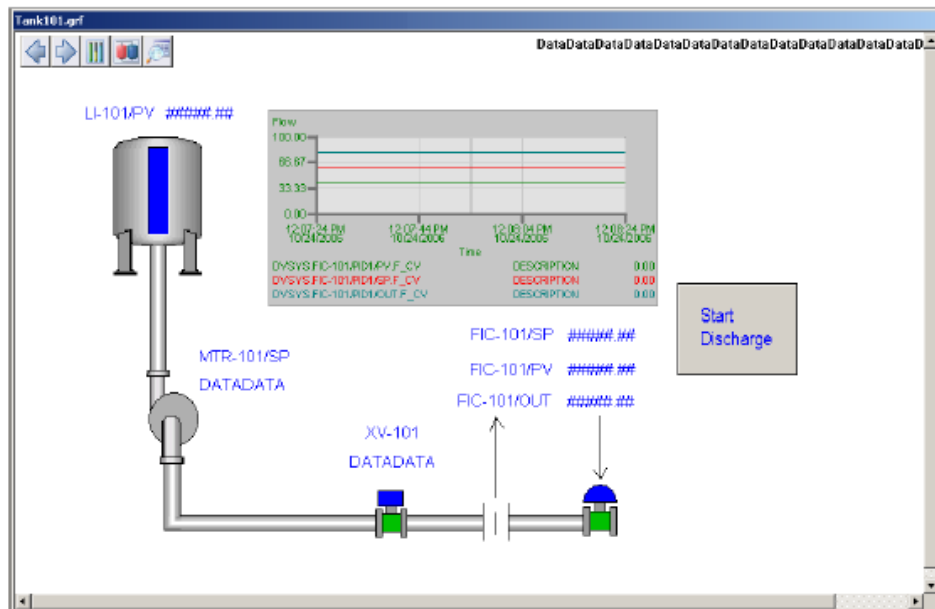 Tank101.grf
DataDataDataDataDataDataDataDataDataDataDataDataDataD
LI-101/PV #####.##
Flow
100.00
66.67
33.33
0.00
12:07:24 PM 12:07:44 PM 12:08:04 PM 12:08:24 PM
10/24/2006 10/24/2006 10/24/2006 10/24/2006
Time
DVSYS.FIC-101/PID1/PV.F_CV DESCRIPTION 0.00
DVSYS.FIC-101/PID1/SP.F_CV DESCRIPTION 0.00
DVSYS.FIC-101/PID1/OUT.F_CV DESCRIPTION 0.00
Start
Discharge
FIC-101/SP #####.##
MTR-101/SP
FIC-101/PV #####.##
DATADATA
FIC-101/OUT #####.##
XV-101
DATADATA